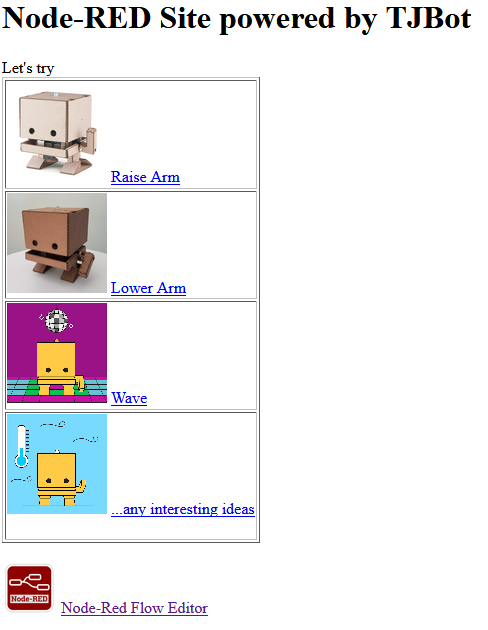 Node-RED Site powered by TJBot
Let's try
Raise Arm
Lower Arm
Wave
...any interesting ideas
Node-RED
Node-Red Flow Editor